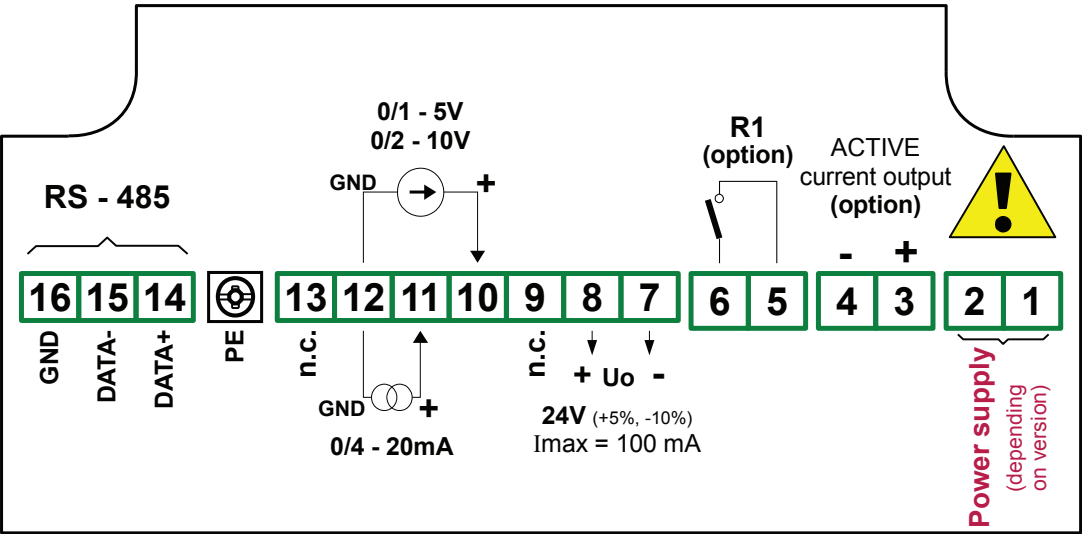 0/1 - 5V
0/2 - 10V
GND +
RS - 485
R1
(option)
ACTIVE
current output
(option)
- +
16 15 14 13 12 11 10 9 8 7 6 5 4 3 2 1
GND
DATA-
DATA+
PE
n.c.
n.c.
GND +
0/4 - 20mA
+ Uo -
24V (+5%, -10%)
Imax = 100 mA
Power supply
(depending
on version)